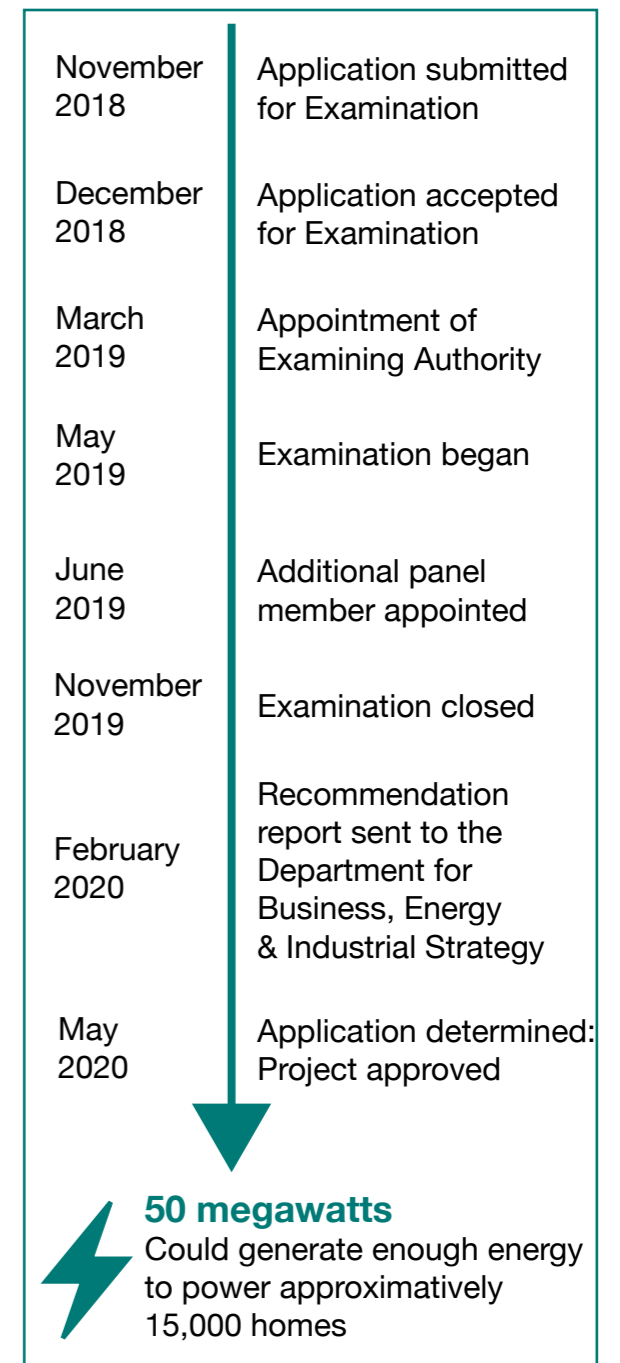 November
2018
Application submitted
for Examination
December
2018
Application accepted
for Examination
March
2019
Appointment of
Examining Authority
May
2019
Examination began
June
2019
Additional panel
member appointed
November
2019
Examination closed
February
2020
Recommendation
report sent to the
Department for
Business, Energy
& Industrial Strategy
May
2020
Application determined:
Project approved
50 megawatts
Could generate enough energy
to power approximatively
15,000 homes